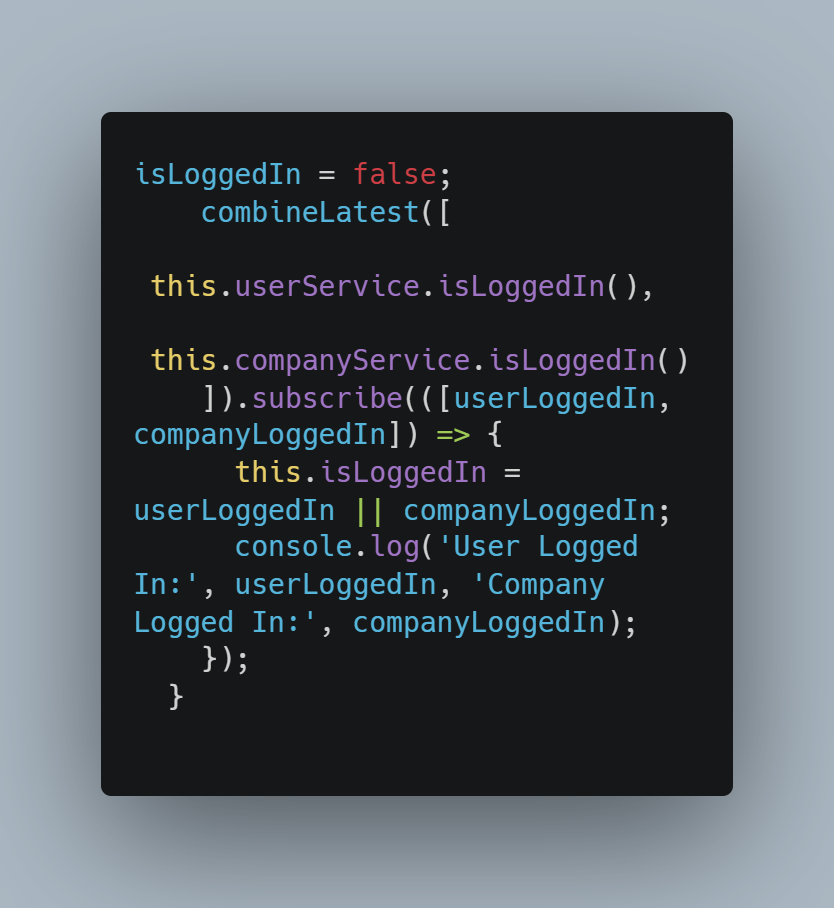 isLoggedIn = false;
    combineLatest([

 this.userService.isLoggedIn(),

 this.companyService.isLoggedIn()
    ]).subscribe(([userLoggedIn,
companyLoggedIn]) => {
      this.isLoggedIn =
userLoggedIn || companyLoggedIn;
      console.log('User Logged
In:', userLoggedIn, 'Company
Logged In:', companyLoggedIn);
    });
  }